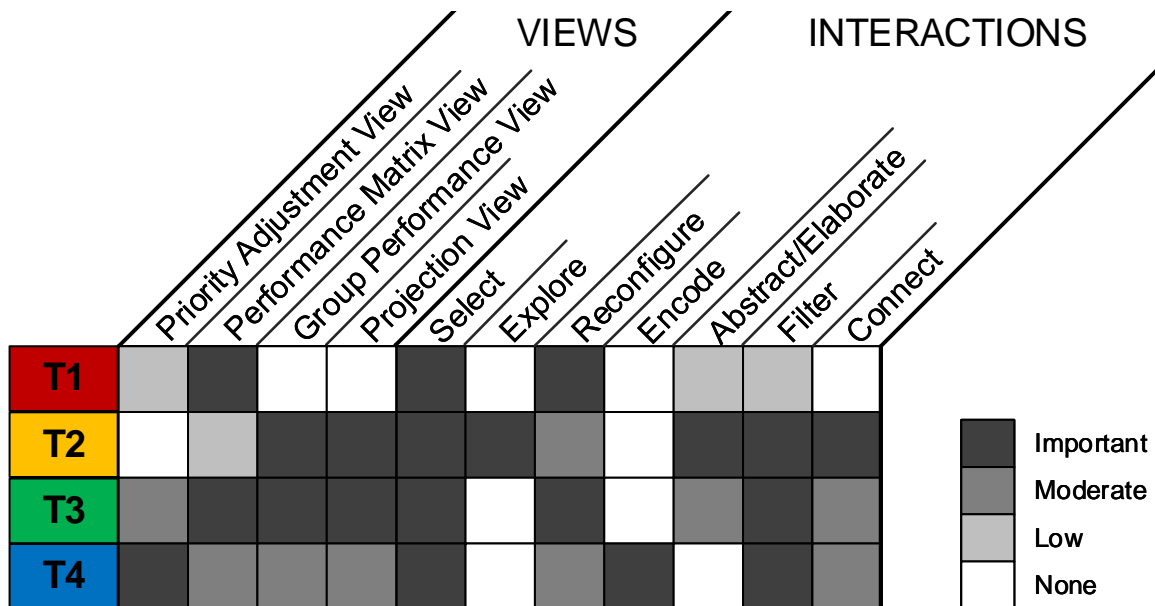 VIEWS
INTERACTIONS
Priority Adjustment View
Performance Matrix View
Group Performance View
Projection View
Select
Explore
Reconfigure
Encode
Abstract/Elaborate
Filter
Connect
T1
T2
T3
T4
Important
Moderate
Low
None